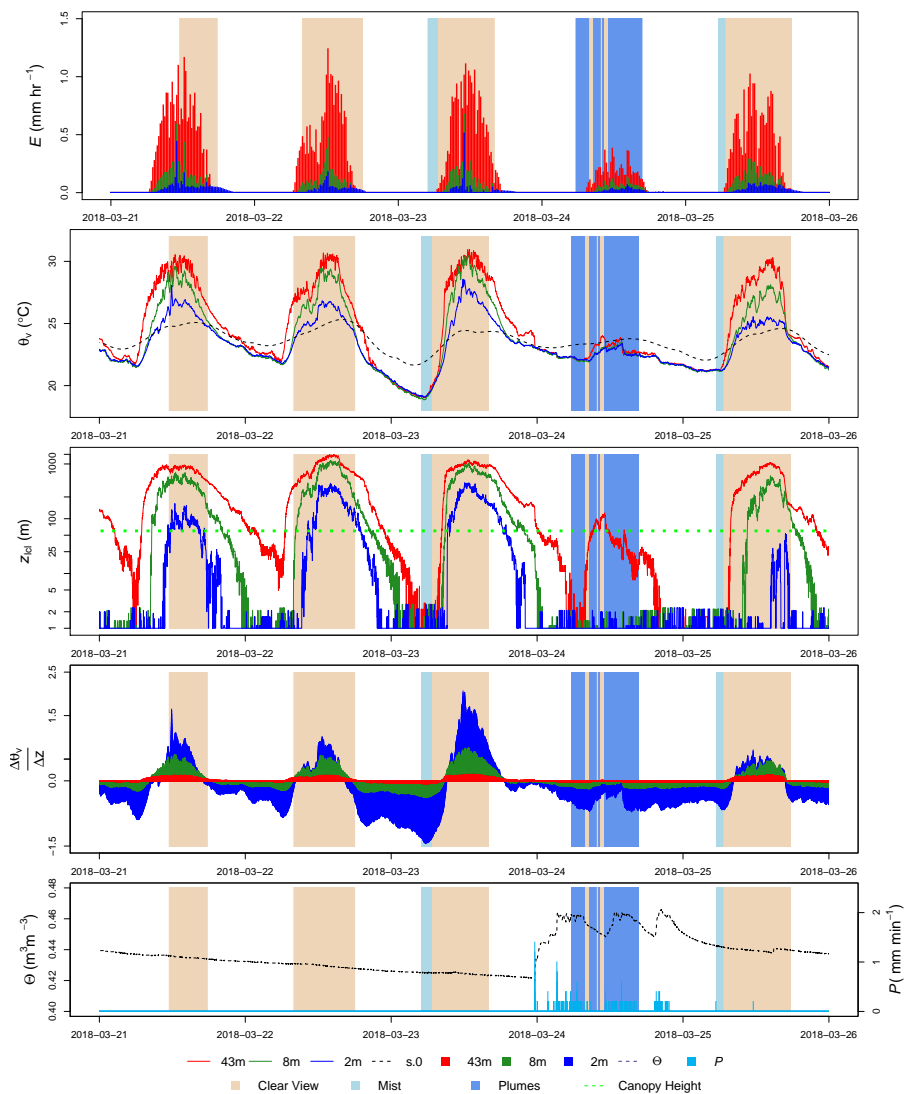 1.5
1.0
0.5
0.0
E (mm hr⁻¹)
2018−03−21 2018−03−22 2018−03−23 2018−03−24 2018−03−25 2018−03−26
30
25
20
θv (°C)
2018−03−21 2018−03−22 2018−03−23 2018−03−24 2018−03−25 2018−03−26
1000
100
25
5
2
1
zlcl (m)
2018−03−21 2018−03−22 2018−03−23 2018−03−24 2018−03−25 2018−03−26
2.5
1.5
0.0
−1.5
Δθv
Δz
2018−03−21 2018−03−22 2018−03−23 2018−03−24 2018−03−25 2018−03−26
0.48
0.46
0.44
0.42
0.40
Θ (m³m⁻³)
2
1
0
P( mm min⁻¹)
2018−03−21 2018−03−22 2018−03−23 2018−03−24 2018−03−25 2018−03−26
43m 8m 2m s.0 43m 8m 2m Θ P
Clear View Mist Plumes Canopy Height